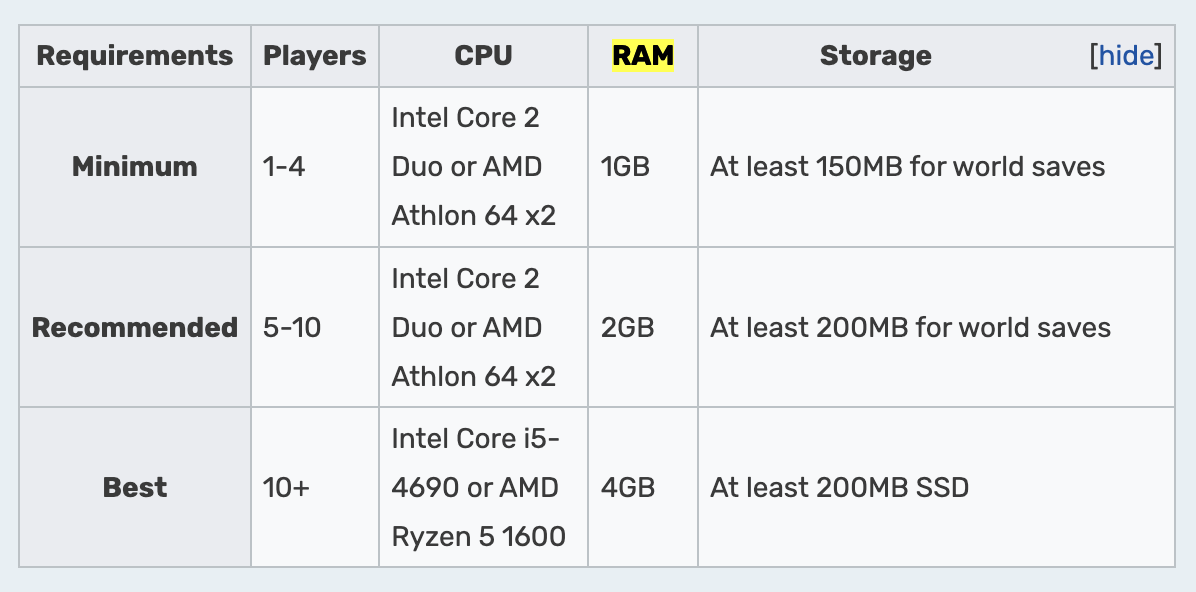 Requirements Players CPU RAM Storage [hide]
Intel Core 2
Minimum 1-4 Duo or AMD 1GB At least 150MB for world saves
Athlon 64 x2
Intel Core 2
Recommended 5-10 Duo or AMD 2GB At least 200MB for world saves
Athlon 64 x2
Intel Core i5-
Best 10+ 4690 or AMD 4GB At least 200MB SSD
Ryzen 5 1600